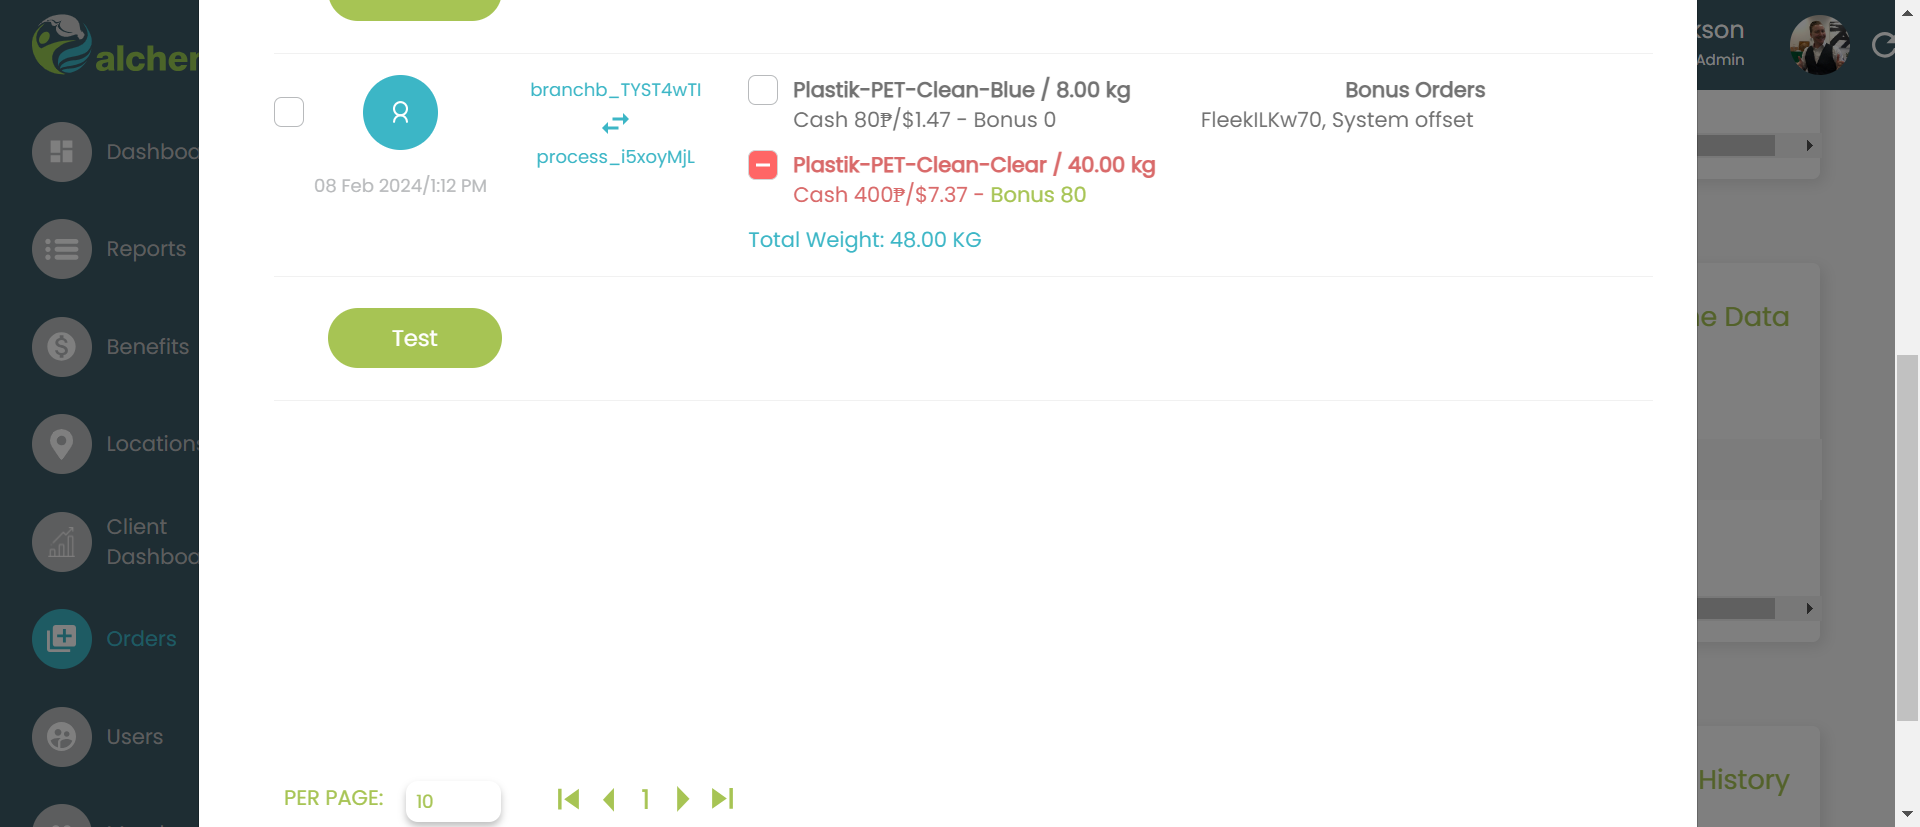 alcher
kson
Admin
Dashboa
Reports
Benefits
Locations
Client
Dashboa
Orders
Users
branchb_TYST4wTI
process_i5xoyMjL
08 Feb 2024/1:12 PM
Plastik-PET-Clean-Blue / 8.00 kg
Cash 80₱/$1.47 - Bonus 0
Plastik-PET-Clean-Clear / 40.00 kg
Cash 400₱/$7.37 - Bonus 80
Total Weight: 48.00 KG
Bonus Orders
FleekILKw70, System offset
Test
e Data
History
PER PAGE: 10 1